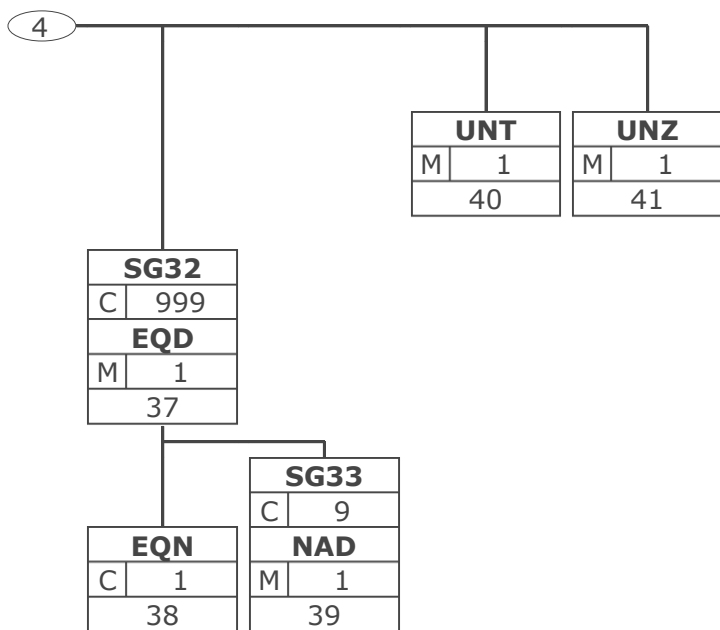 4
UNT
M 1
40
UNZ
M 1
41
SG32
C 999
EQD
M 1
37
EQN
C 1
38
SG33
C 9
NAD
M 1
39